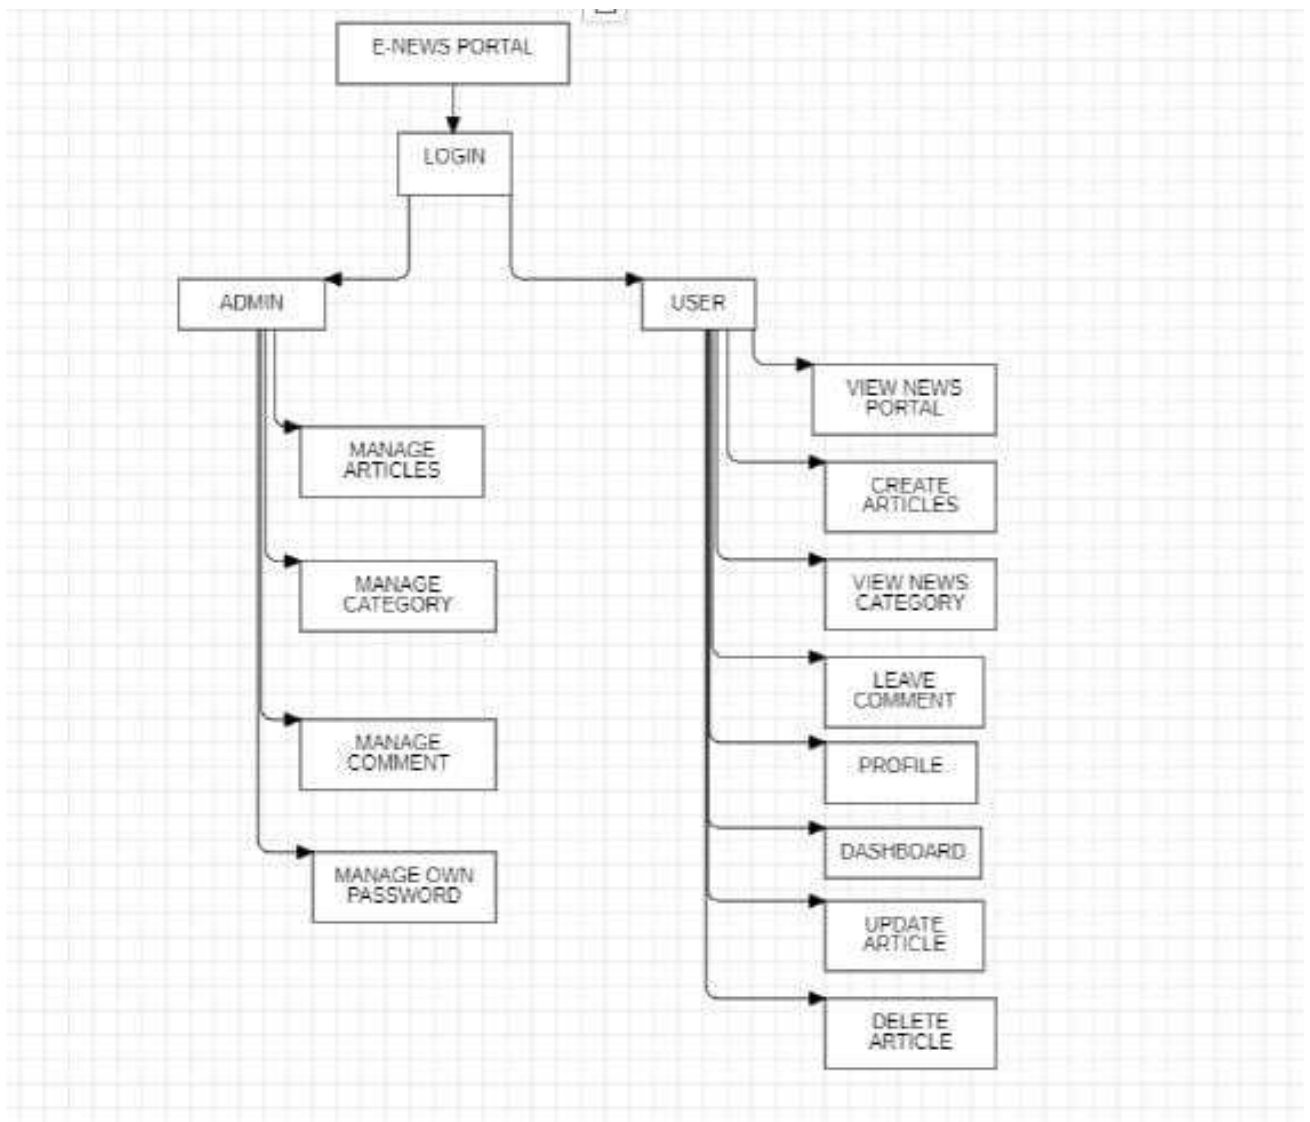 E-NEWS PORTAL
LOGIN
ADMIN
USER
MANAGE
ARTICLES
MANAGE
CATEGORY
MANAGE
COMMENT
MANAGE OWN
PASSWORD
VIEW NEWS
PORTAL
CREATE
ARTICLES
VIEW NEWS
CATEGORY
LEAVE
COMMENT
PROFILE
DASHBOARD
UPDATE
ARTICLE
DELETE
ARTICLE